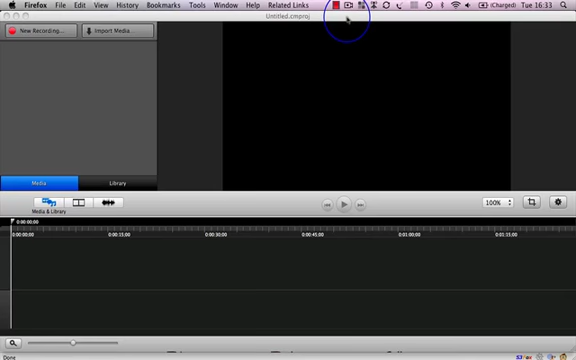 Firefox File Edit View History Bookmarks Tools Window Help Related Links (Charged) Tue 16:33
Untitled.cmproj
New Recording... Import Media...
Media Library
Media & Library
100%
0:00:00;00
0:00:00;00 0:00:15;00 0:00:30;00 0:00:45;00 0:01:00;00 0:01:15;00
Done